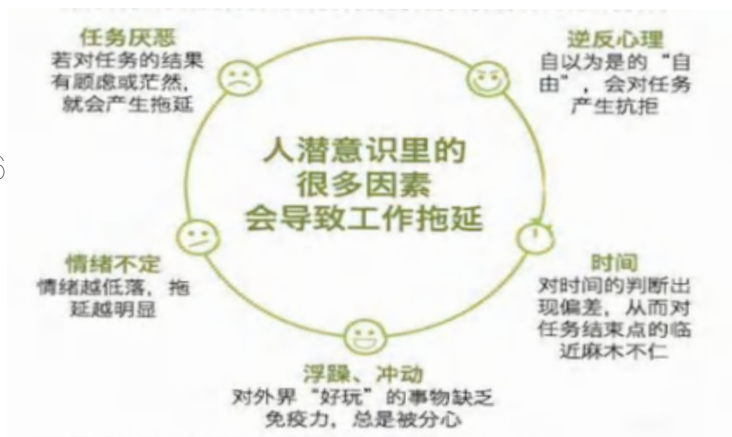 任务厌恶
若对任务的结果
有顾虑或茫然,
就会产生拖延
逆反心理
自以为是的“自
由”,会对任务
产生抗拒
人潜意识里的
很多因素
会导致工作拖延
情绪不定
情绪越低落,拖
延越明显
时间
对时间的判断出
现偏差,从而对
任务结束点的临
近麻木不仁
浮躁、冲动
对外界“好玩”的事物缺乏
免疫力,总是被分心